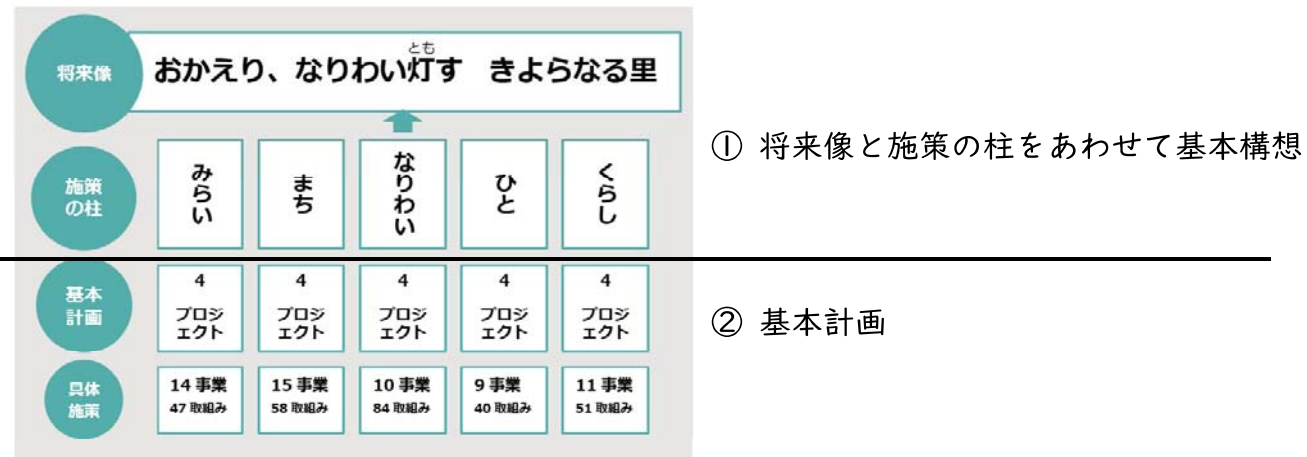 将来像
とも
おかえり、なりわい灯す きよらなる里
① 将来像と施策の柱をあわせて基本構想
施策
の柱
みらい
まち
なりわい
ひと
くらし
基本
計画
4
プロジ
ェクト
4
プロジ
ェクト
4
プロジ
ェクト
4
プロジ
ェクト
4
プロジ
ェクト
② 基本計画
具体
施策
14 事業
47 取組み
15 事業
58 取組み
10 事業
84 取組み
9 事業
40 取組み
11 事業
51 取組み